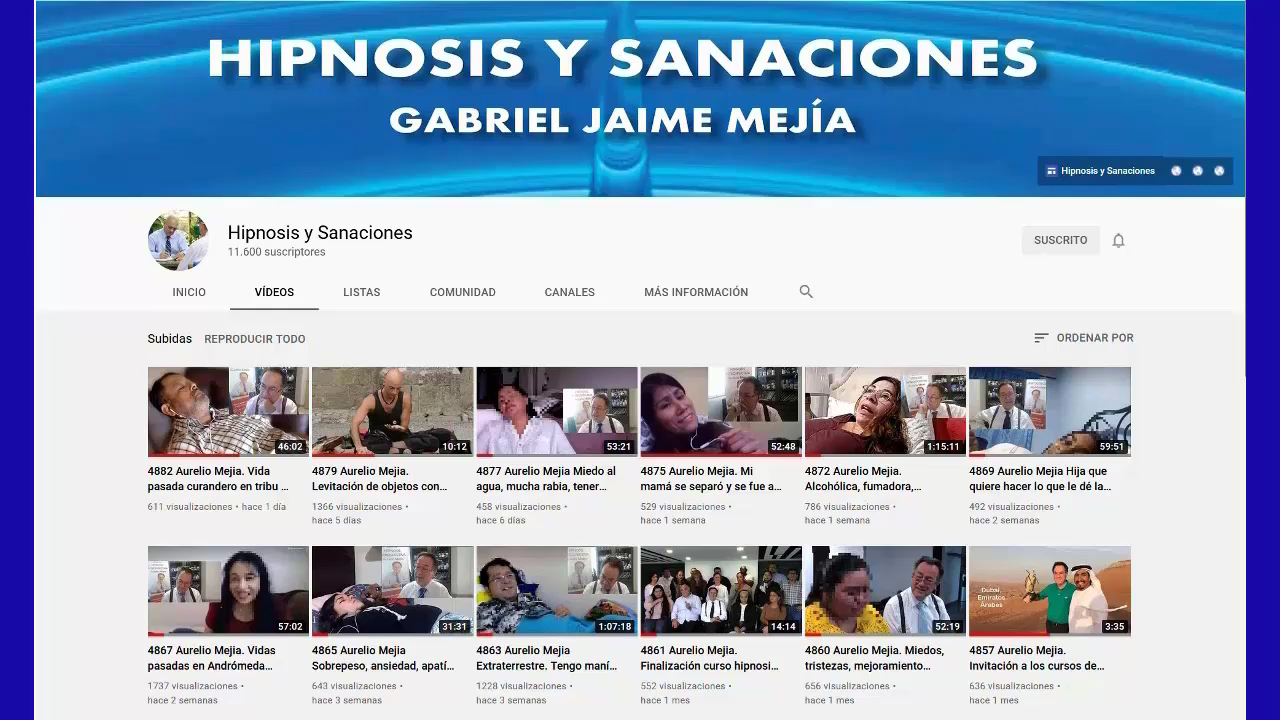 HIPNOSIS Y SANACIONES
GABRIEL JAIME MEJÍA
Hipnosis y Sanaciones
Hipnosis y Sanaciones
11.600 suscriptores
SUSCRITO
INICIO VÍDEOS LISTAS COMUNIDAD CANALES MÁS INFORMACIÓN
Subidas REPRODUCIR TODO ORDENAR POR
46:02 10:12 53:21 52:48 1:15:11 59:51
4882 Aurelio Mejia. Vida
pasada curandero en tribu ...
611 visualizaciones • hace 1 día
4879 Aurelio Mejia.
Levitación de objetos con...
1366 visualizaciones •
hace 5 días
4877 Aurelio Mejia Miedo al
agua, mucha rabia, tener...
458 visualizaciones •
hace 6 días
4875 Aurelio Mejia. Mi
mamá se separó y se fue a...
529 visualizaciones •
hace 1 semana
4872 Aurelio Mejia.
Alcohólica, fumadora,...
786 visualizaciones •
hace 1 semana
4869 Aurelio Mejia Hija que
quiere hacer lo que le dé la...
492 visualizaciones •
hace 2 semanas
Dubai,
Emiratos
Arabes
57:02 31:31 1:07:18 14:14 52:19 3:35
4867 Aurelio Mejia. Vidas
pasadas en Andrómeda...
1737 visualizaciones •
hace 2 semanas
4865 Aurelio Mejia
Sobrepeso, ansiedad, apatí...
643 visualizaciones •
hace 3 semanas
4863 Aurelio Mejia
Extraterrestre. Tengo maní...
1228 visualizaciones •
hace 3 semanas
4861 Aurelio Mejia.
Finalización curso hipnosi...
552 visualizaciones •
hace 1 mes
4860 Aurelio Mejia. Miedos,
tristezas, mejoramiento...
656 visualizaciones •
hace 1 mes
4857 Aurelio Mejia.
Invitación a los cursos de...
636 visualizaciones •
hace 1 mes